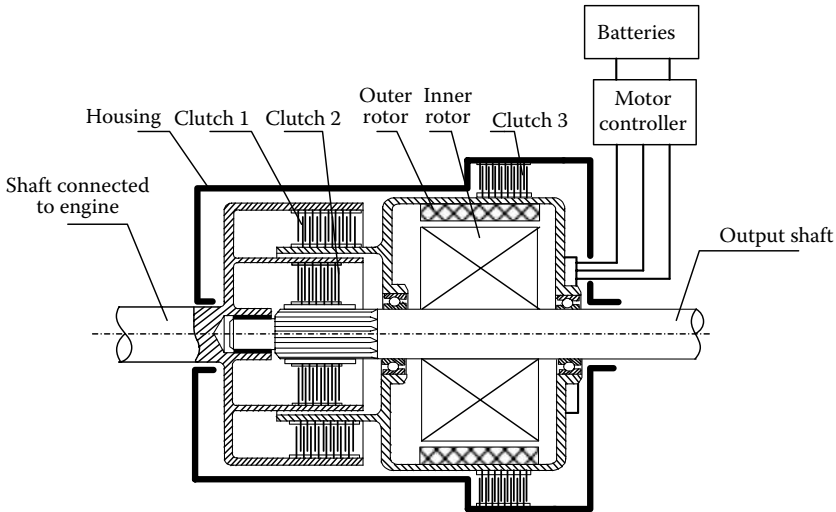 Batteries
Motor
controller
Outer
rotor
Inner
rotor
Housing
Clutch 1
Clutch 2
Clutch 3
Shaft connected
to engine
Output shaft